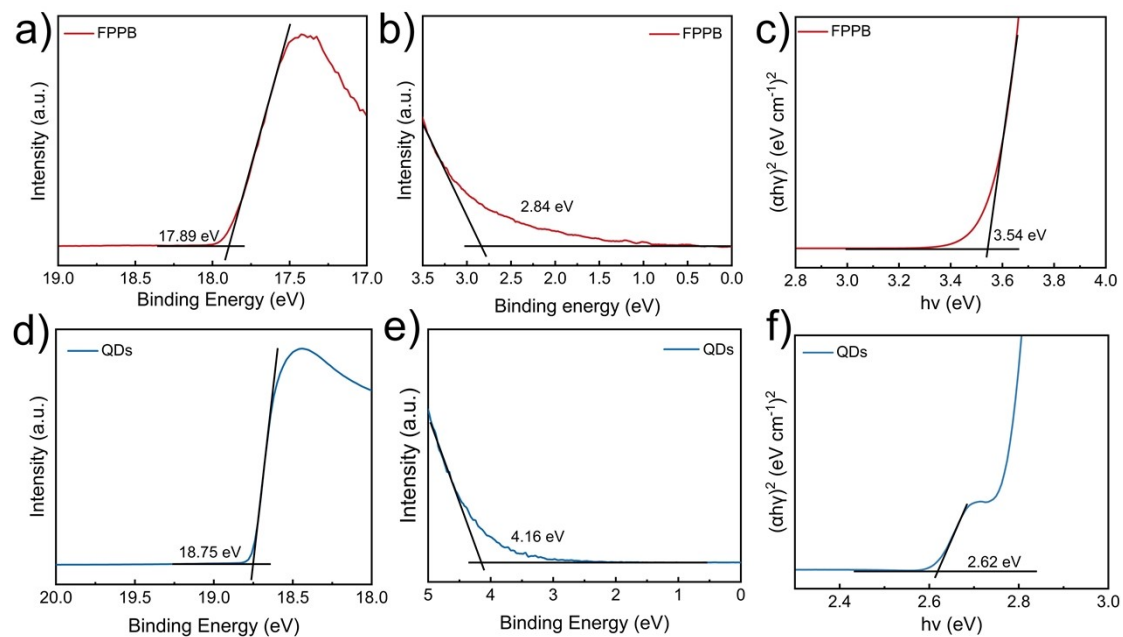 a)
FPPB
Intensity (a.u.)
17.89 eV
19.0 18.5 18.0 17.5 17.0
Binding Energy (eV)
b)
FPPB
Intensity (a.u.)
2.84 eV
3.5 3.0 2.5 2.0 1.5 1.0 0.5 0.0
Binding energy (eV)
c)
FPPB
(αhγ)² (eV cm⁻¹)²
3.54 eV
2.8 3.0 3.2 3.4 3.6 3.8 4.0
hv (eV)
d)
QDs
Intensity (a.u.)
18.75 eV
20.0 19.5 19.0 18.5 18.0
Binding Energy (eV)
e)
QDs
Intensity (a.u.)
4.16 eV
5 4 3 2 1 0
Binding Energy (eV)
f)
QDs
(αhγ)² (eV cm⁻¹)²
2.62 eV
2.4 2.6 2.8 3.0
hv (eV)